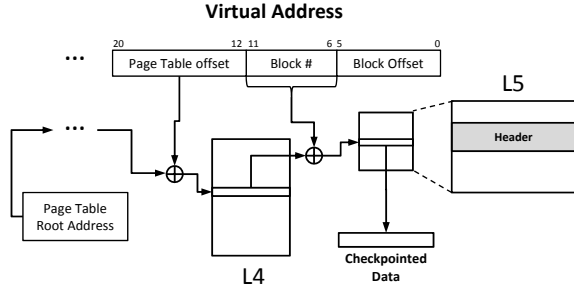 Virtual Address
20 12 11 6 5 0
... Page Table offset Block # Block Offset
L5
Header
...
Page Table
Root Address
L4
Checkpointed
Data